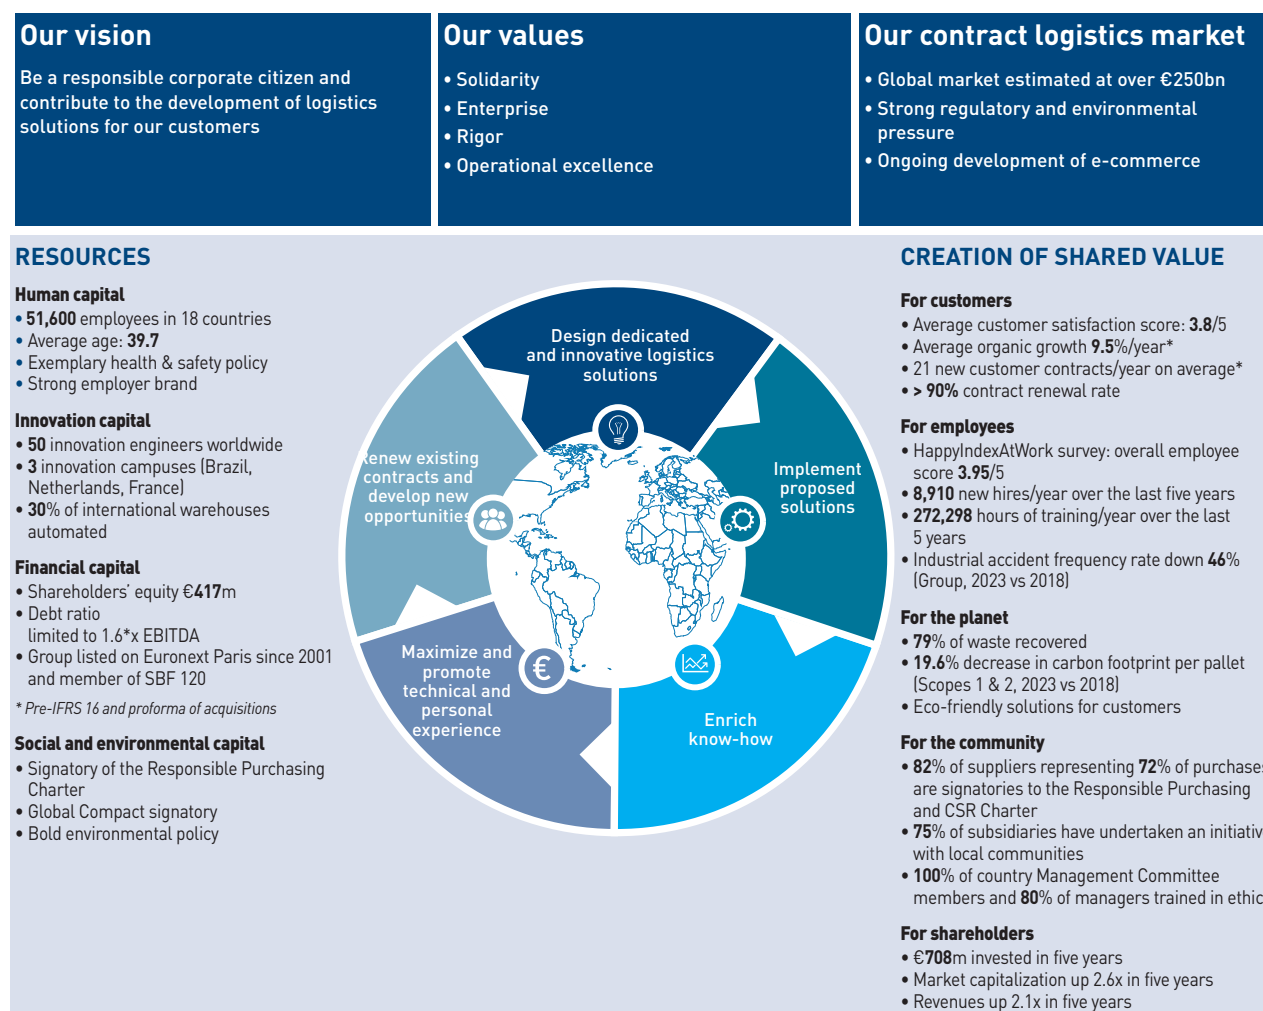 Our vision
Be a responsible corporate citizen and
contribute to the development of logistics
solutions for our customers
Our values
• Solidarity
• Enterprise
• Rigor
• Operational excellence
Our contract logistics market
• Global market estimated at over €250bn
• Strong regulatory and environmental
pressure
• Ongoing development of e-commerce
RESOURCES
Human capital
• 51,600 employees in 18 countries
• Average age: 39.7
• Exemplary health & safety policy
• Strong employer brand
Innovation capital
• 50 innovation engineers worldwide
• 3 innovation campuses (Brazil,
Netherlands, France)
• 30% of international warehouses
automated
Financial capital
• Shareholders' equity €417m
• Debt ratio
limited to 1.6*x EBITDA
• Group listed on Euronext Paris since 2001
and member of SBF 120
* Pre-IFRS 16 and proforma of acquisitions
Social and environmental capital
• Signatory of the Responsible Purchasing
Charter
• Global Compact signatory
• Bold environmental policy
Design dedicated
and innovative logistics
solutions
Implement
proposed
solutions
Enrich
know-how
€
Maximize and
promote
technical and
personal
experience
Renew existing
contracts and
develop new
opportunities
CREATION OF SHARED VALUE
For customers
• Average customer satisfaction score: 3.8/5
• Average organic growth 9.5%/year*
• 21 new customer contracts/year on average*
• > 90% contract renewal rate
For employees
• HappyIndexAtWork survey: overall employee
score 3.95/5
• 8,910 new hires/year over the last five years
• 272,298 hours of training/year over the last
5 years
• Industrial accident frequency rate down 46%
(Group, 2023 vs 2018)
For the planet
• 79% of waste recovered
• 19.6% decrease in carbon footprint per pallet
(Scopes 1 & 2, 2023 vs 2018)
• Eco-friendly solutions for customers
For the community
• 82% of suppliers representing 72% of purchases
are signatories to the Responsible Purchasing
and CSR Charter
• 75% of subsidiaries have undertaken an initiativ
with local communities
• 100% of country Management Committee
members and 80% of managers trained in ethic
For shareholders
• €708m invested in five years
• Market capitalization up 2.6x in five years
• Revenues up 2.1x in five years